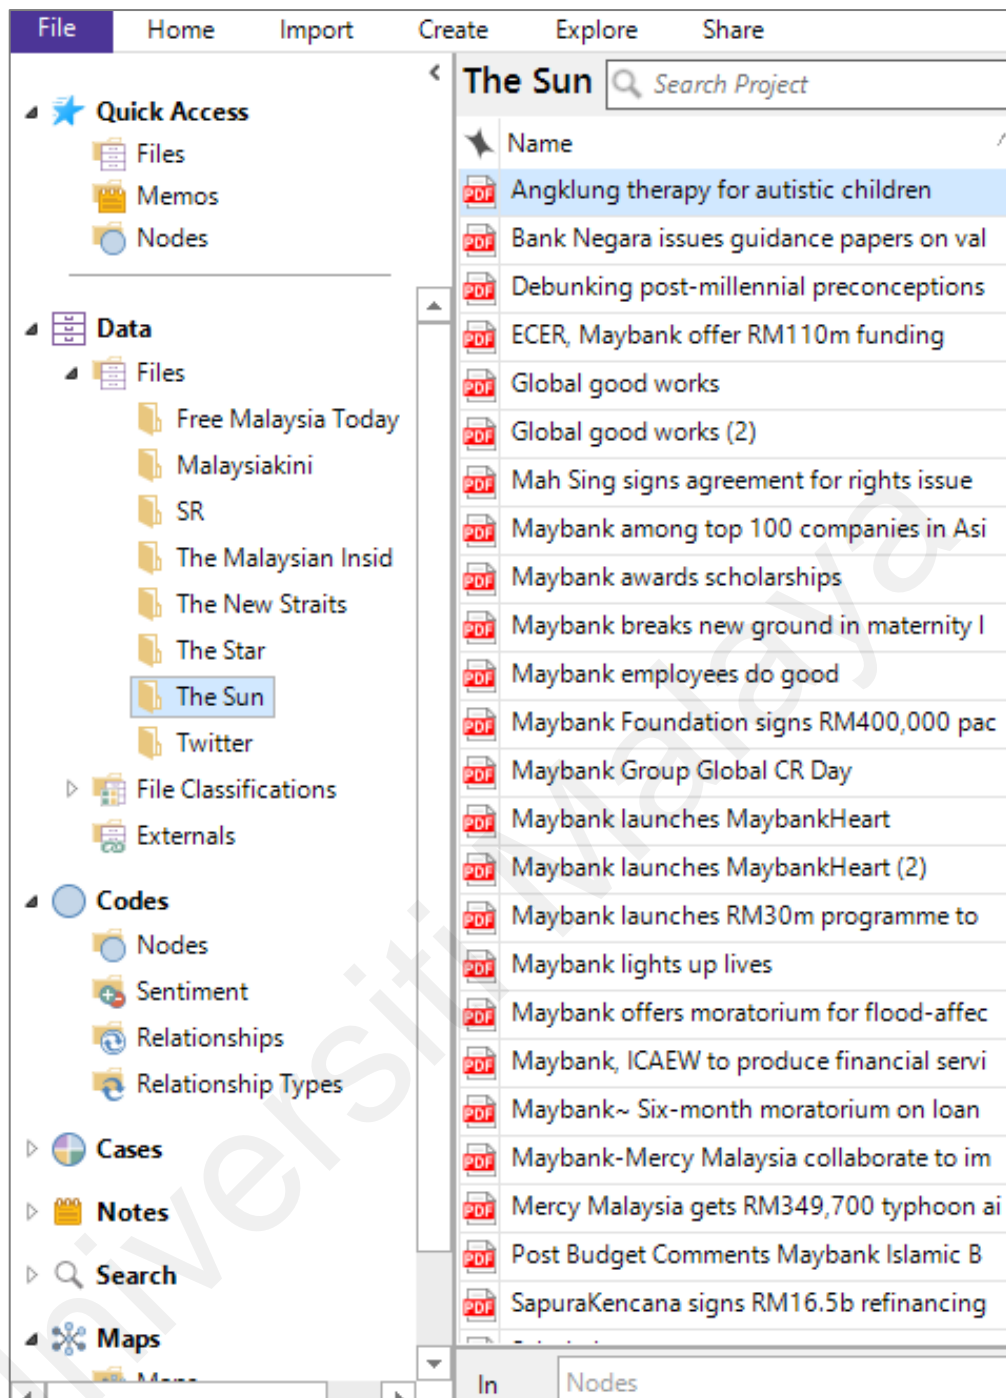 File Home Import Create Explore Share
Quick Access
Files
Memos
Nodes
Data
Files
Free Malaysia Today
Malaysiakini
SR
The Malaysian Insid
The New Straits
The Star
The Sun
Twitter
File Classifications
Externals
Codes
Nodes
Sentiment
Relationships
Relationship Types
Cases
Notes
Search
Maps
Maps
The Sun Search Project
Name
Angklung therapy for autistic children
Bank Negara issues guidance papers on val
Debunking post-millennial preconceptions
ECER, Maybank offer RM110m funding
Global good works
Global good works (2)
Mah Sing signs agreement for rights issue
Maybank among top 100 companies in Asi
Maybank awards scholarships
Maybank breaks new ground in maternity l
Maybank employees do good
Maybank Foundation signs RM400,000 pac
Maybank Group Global CR Day
Maybank launches MaybankHeart
Maybank launches MaybankHeart (2)
Maybank launches RM30m programme to
Maybank lights up lives
Maybank offers moratorium for flood-affec
Maybank, ICAEW to produce financial servi
Maybank~ Six-month moratorium on loan
Maybank-Mercy Malaysia collaborate to im
Mercy Malaysia gets RM349,700 typhoon ai
Post Budget Comments Maybank Islamic B
SapuraKencana signs RM16.5b refinancing
In Nodes
Universiti Malaya